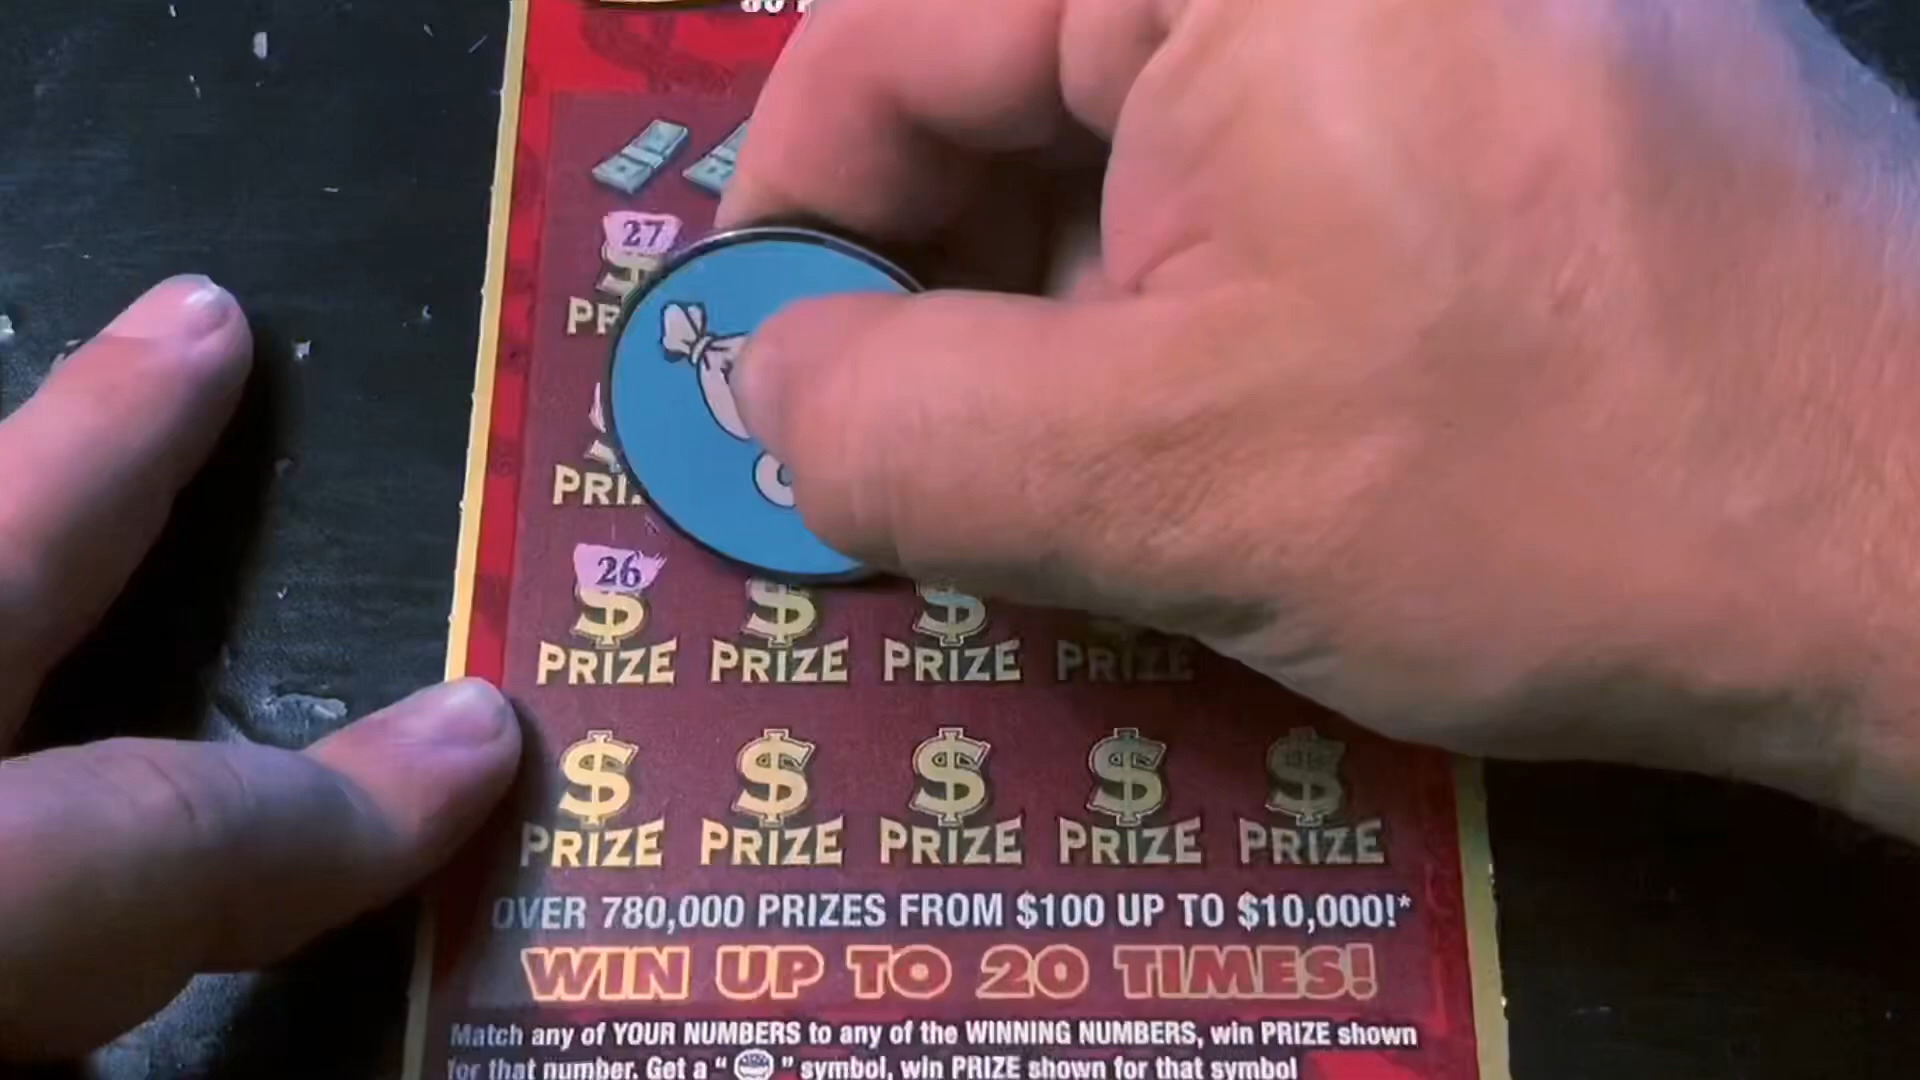 27
26
PRIZE PRIZE PRIZE PRIZE
PRIZE PRIZE PRIZE PRIZE PRIZE
OVER 780,000 PRIZES FROM $100 UP TO $10,000!*
WIN UP TO 20 TIMES!
Match any of YOUR NUMBERS to any of the WINNING NUMBERS, win PRIZE shown
for that number. Get a " " symbol, win PRIZE shown for that symbol